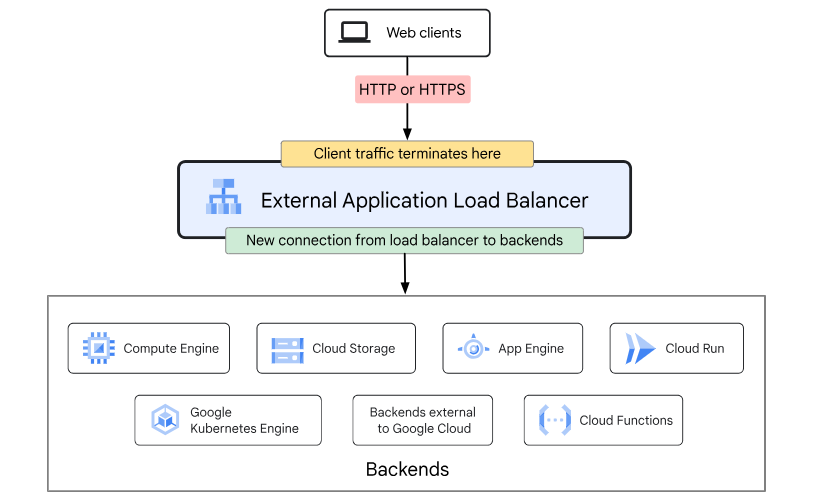 Web clients
HTTP or HTTPS
Client traffic terminates here
External Application Load Balancer
New connection from load balancer to backends
Compute Engine
Cloud Storage
App Engine
Cloud Run
Google
Kubernetes Engine
Backends external
to Google Cloud
Cloud Functions
Backends